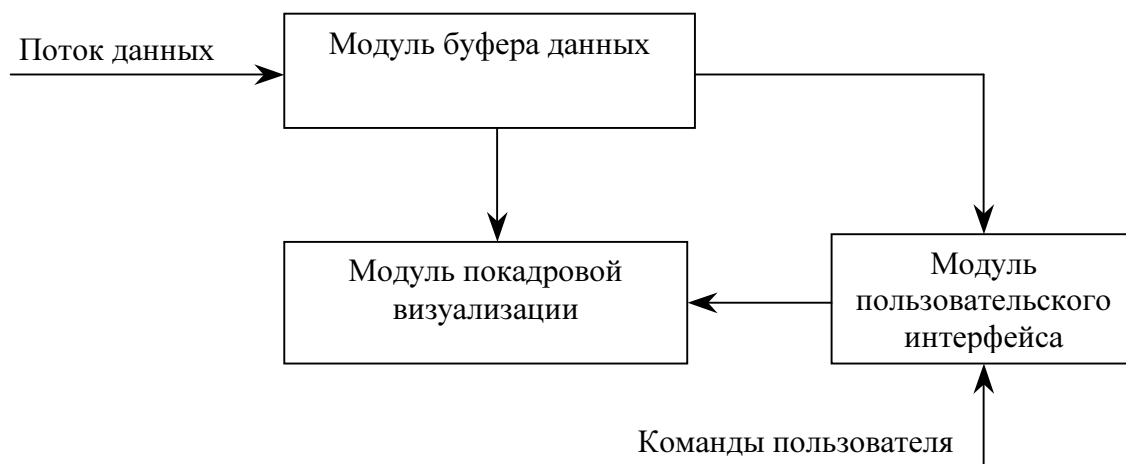 Поток данных
Модуль буфера данных
Модуль покадровой
визуализации
Модуль
пользовательского
интерфейса
Команды пользователя